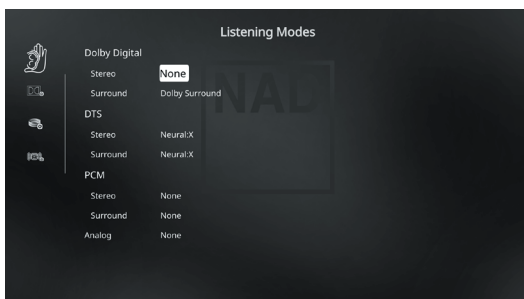 Listening Modes
Dolby Digital
Stereo None
Surround Dolby Surround
DTS
Stereo Neural:X
Surround Neural:X
PCM
Stereo None
Surround None
Analog None
NAD